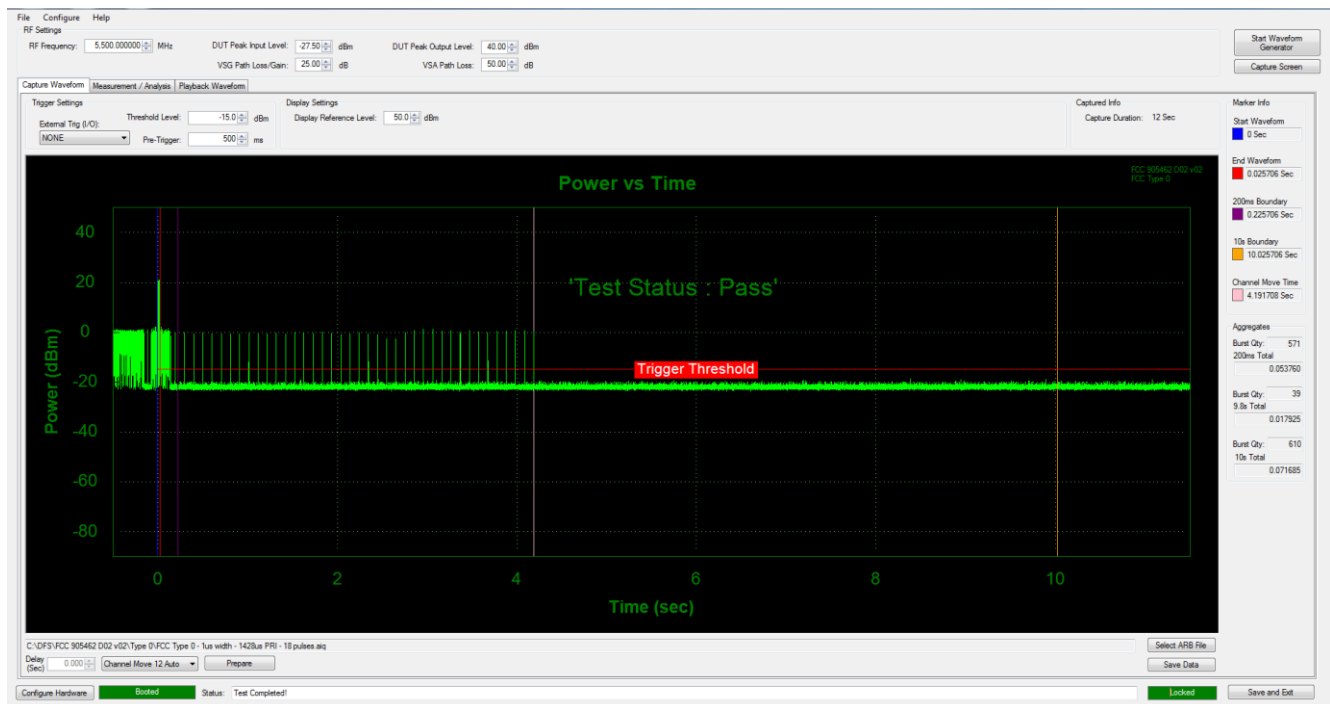 File Configure Help
RF Settings
RF Frequency: 5,500.000000 MHz DUT Peak Input Level: -27.50 dBm DUT Peak Output Level: 40.00 dBm
VSG Path Loss/Gain: 25.00 dB VSA Path Loss: 50.00 dB
Start Waveform Generator
Capture Screen
Capture Waveform Measurement / Analysis Playback Waveform
Trigger Settings
External Trig (I/O): Threshold Level: -15.0 dBm
NONE Pre-Trigger: 500 ms
Display Settings
Display Reference Level: 50.0 dBm
Captured Info
Capture Duration: 12 Sec
Marker Info
Start Waveform
0 Sec
End Waveform
0.025706 Sec
200ms Boundary
0.225706 Sec
10s Boundary
10.025706 Sec
Channel Move Time
4.191708 Sec
Aggregates
Burst Qty: 571
200ms Total
0.053760
Burst Qty: 39
9.8s Total
0.017925
Burst Qty: 610
10s Total
0.071685
Power vs Time
FCC 905462 D02 v02
FCC Type 0
'Test Status : Pass'
Trigger Threshold
Power (dBm)
40
20
0
-20
-40
-60
-80
0 2 4 6 8 10
Time (sec)
C:\DFS\FCC 905462 D02 v02\Type 0\FCC Type 0 - 1us width - 1428us PRI - 18 pulses.aiq
Select ARB File
Delay (Sec) 0.000 Channel Move 12 Auto Prepare
Save Data
Configure Hardware Booted Status: Test Completed! Locked Save and Exit